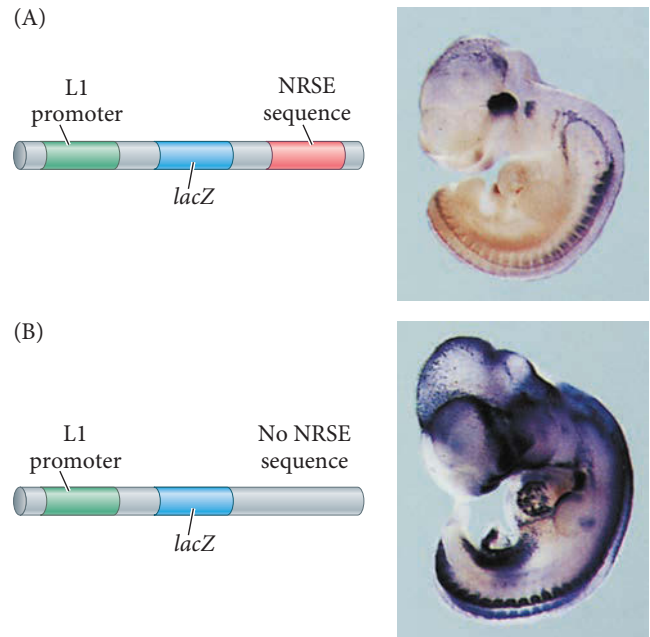 (A)
L1
promoter
NRSE
sequence
lacZ
(B)
L1
promoter
No NRSE
sequence
lacZ